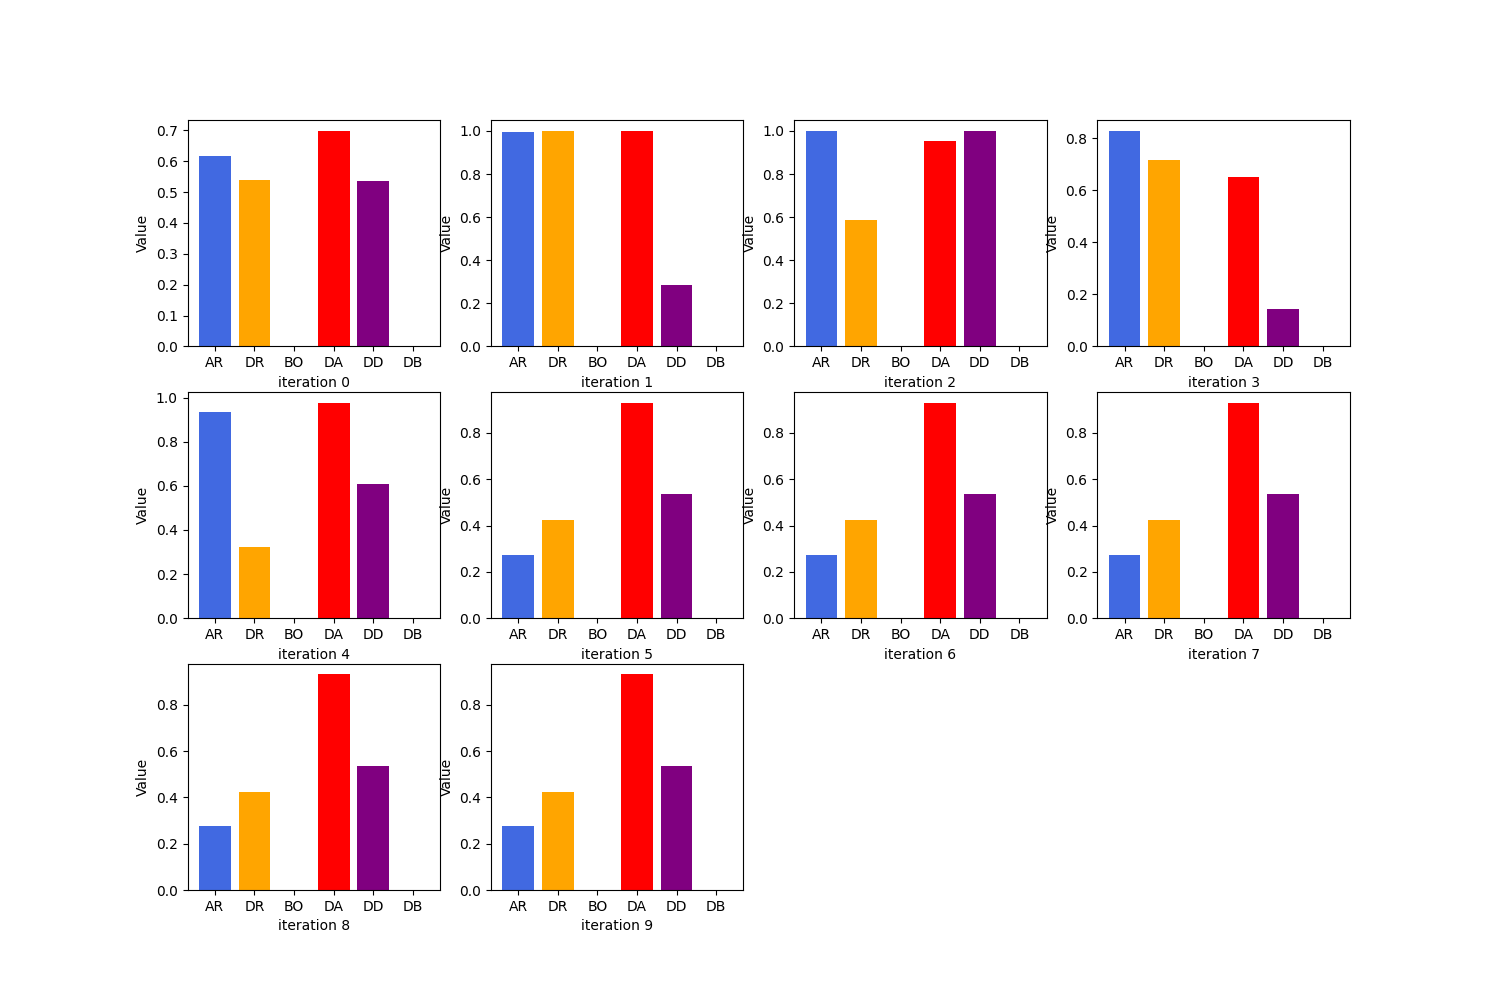 0.7
0.6
0.5
0.4
0.3
0.2
0.1
0.0
Value
AR DR BO DA DD DB
iteration 0
1.0
0.8
0.6
0.4
0.2
0.0
Value
AR DR BO DA DD DB
iteration 1
1.0
0.8
0.6
0.4
0.2
0.0
Value
AR DR BO DA DD DB
iteration 2
0.8
0.6
0.4
0.2
0.0
Value
AR DR BO DA DD DB
iteration 3
1.0
0.8
0.6
0.4
0.2
0.0
Value
AR DR BO DA DD DB
iteration 4
0.8
0.6
0.4
0.2
0.0
Value
AR DR BO DA DD DB
iteration 5
0.8
0.6
0.4
0.2
0.0
Value
AR DR BO DA DD DB
iteration 6
0.8
0.6
0.4
0.2
0.0
Value
AR DR BO DA DD DB
iteration 7
0.8
0.6
0.4
0.2
0.0
Value
AR DR BO DA DD DB
iteration 8
0.8
0.6
0.4
0.2
0.0
Value
AR DR BO DA DD DB
iteration 9